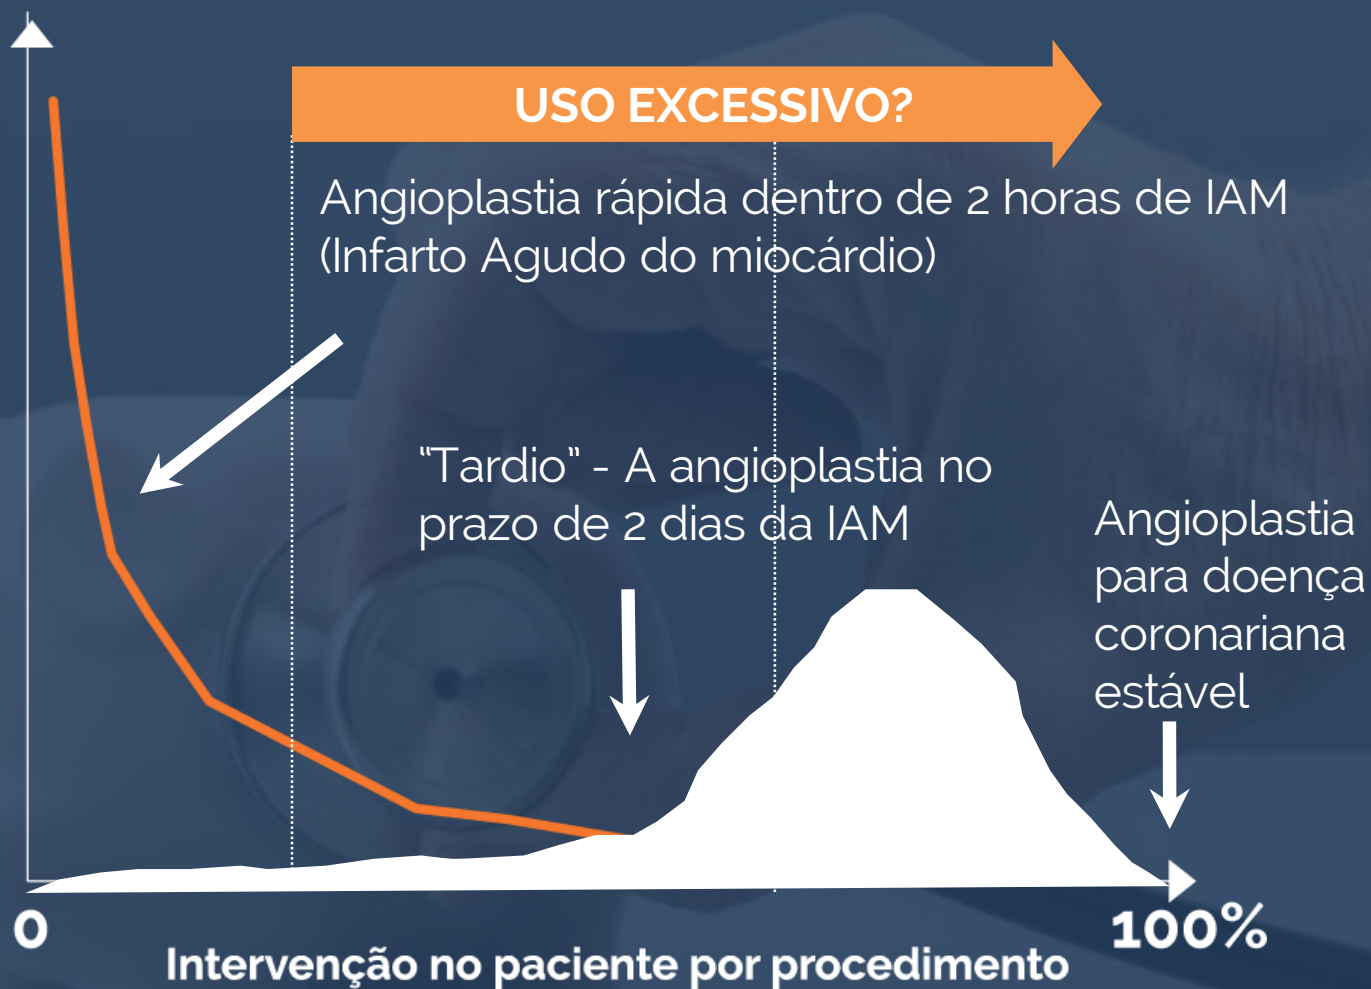 USO EXCESSIVO?
Angioplastia rápida dentro de 2 horas de IAM
(Infarto Agudo do miocárdio)
“Tardio” - A angioplastia no
prazo de 2 dias da IAM
Angioplastia
para doença
coronariana
estável
0
100%
Intervenção no paciente por procedimento